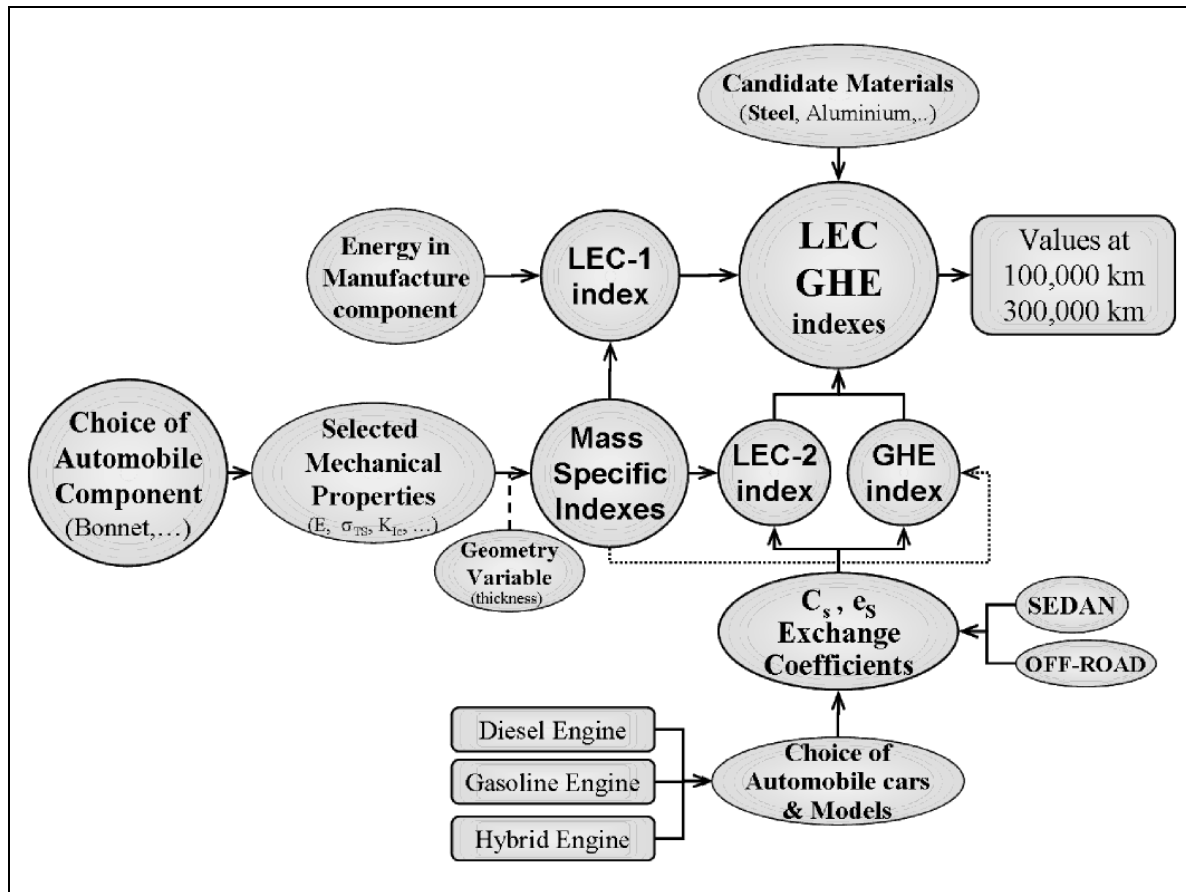 Candidate Materials
(Steel, Aluminium,..)
Energy in
Manufacture
component
LEC-1
index
LEC
GHE
indexes
Values at
100,000 km
300,000 km
Choice of
Automobile
Component
(Bonnet,...)
Selected
Mechanical
Properties
(E, σTS, KIc, ...)
Geometry
Variable
(thickness)
Mass
Specific
Indexes
LEC-2
index
GHE
index
Cs , eS
Exchange
Coefficients
SEDAN
OFF-ROAD
Diesel Engine
Gasoline Engine
Hybrid Engine
Choice of
Automobile cars
& Models